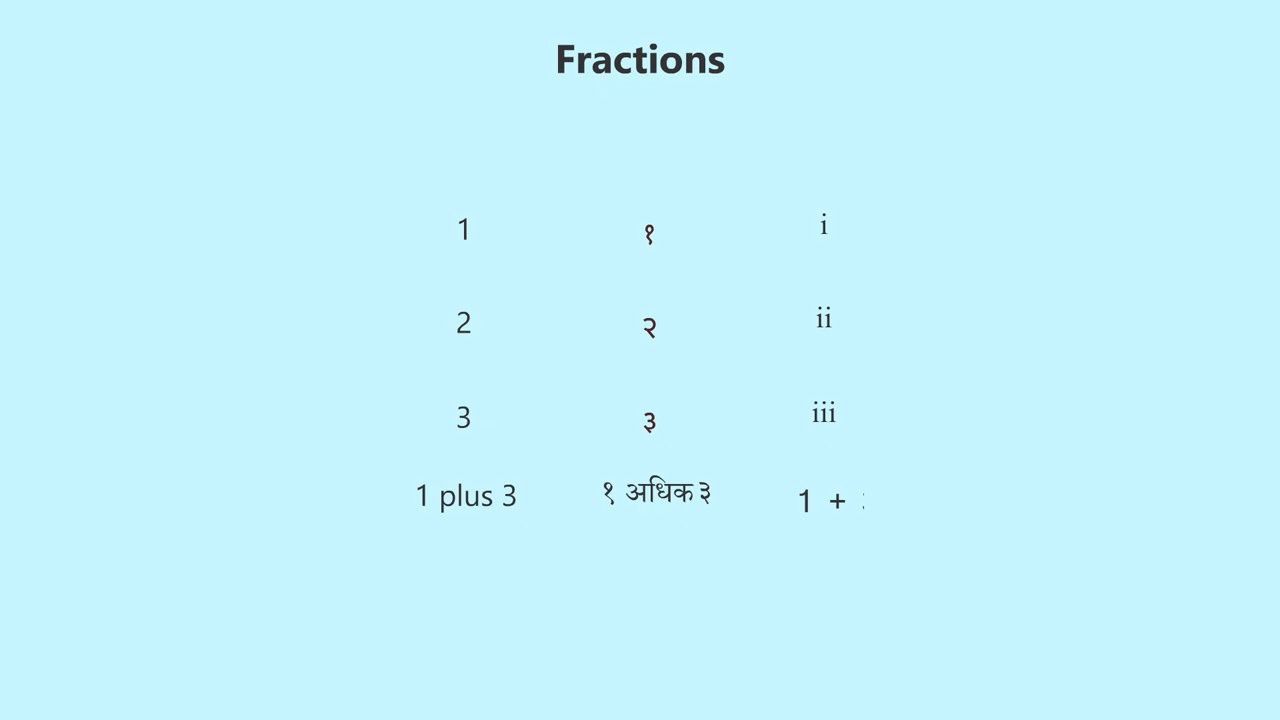 Fractions
1 १ i
2 २ ii
3 ३ iii
1 plus 3 १ अधिक ३ 1 +